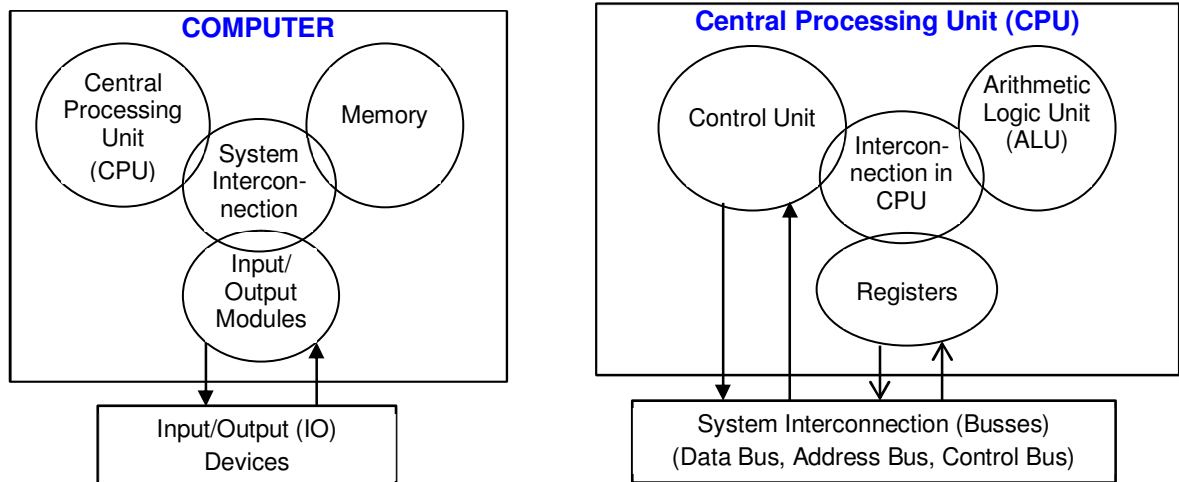 COMPUTER
Central
Processing
Unit
(CPU)
Memory
System
Intercon-
nection
Input/
Output
Modules
Input/Output (IO)
Devices
Central Processing Unit (CPU)
Control Unit
Arithmetic
Logic Unit
(ALU)
Intercon-
nection in
CPU
Registers
System Interconnection (Busses)
(Data Bus, Address Bus, Control Bus)